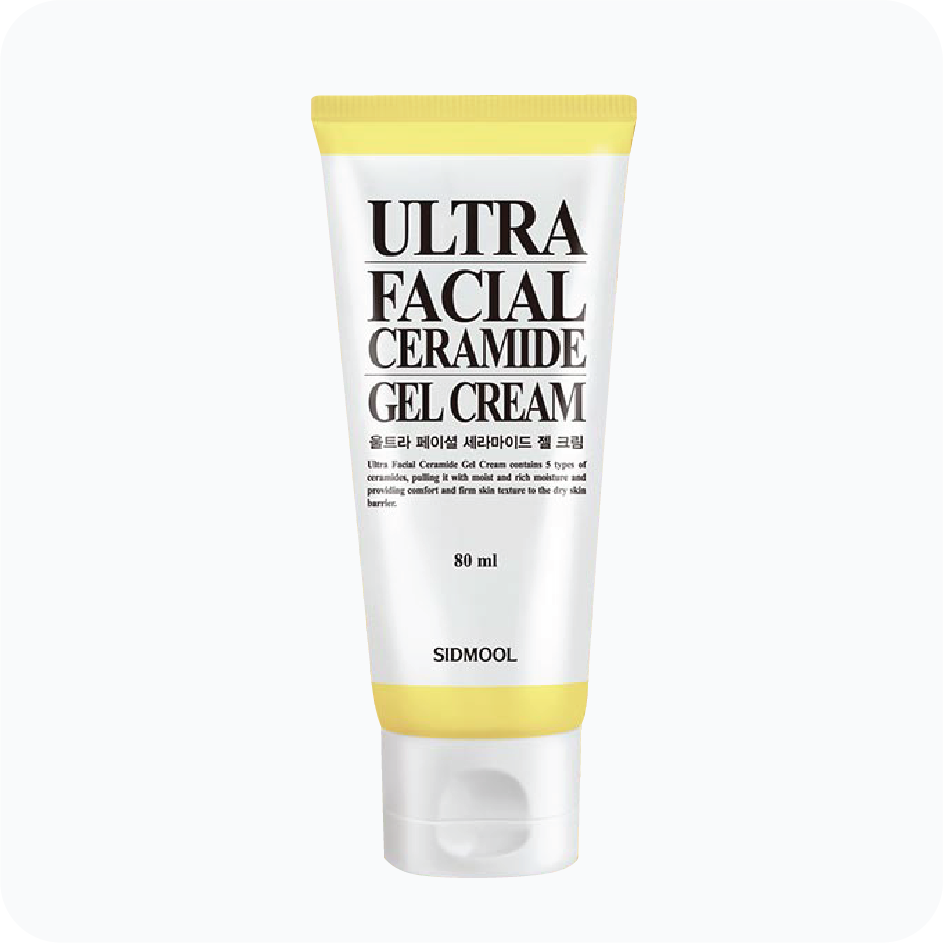 ULTRA
FACIAL
CERAMIDE
GEL CREAM
울트라 페이셜 세라마이드 젤 크림
Ultra Facial Ceramide Gel Cream contains 5 types of
ceramides, pulling it with moist and rich moisture and
providing comfort and firm skin texture to the dry skin
barrier.
80 ml
SIDMOOL